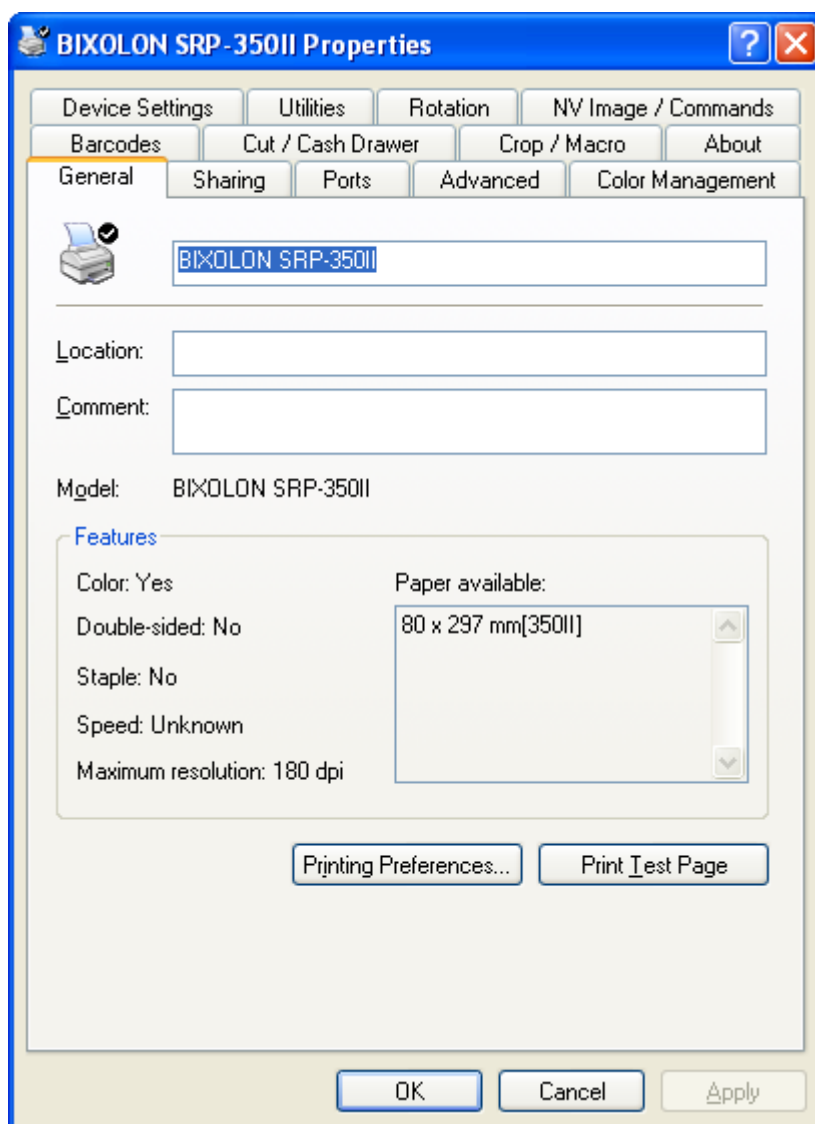 BIXOLON SRP-350II Properties
Device Settings Utilities Rotation NV Image / Commands
Barcodes Cut / Cash Drawer Crop / Macro About
General Sharing Ports Advanced Color Management
BIXOLON SRP-350II
Location:
Comment:
Model: BIXOLON SRP-350II
Features
Color: Yes Paper available:
Double-sided: No 80 x 297 mm[350II]
Staple: No
Speed: Unknown
Maximum resolution: 180 dpi
Printing Preferences... Print Test Page
OK Cancel Apply